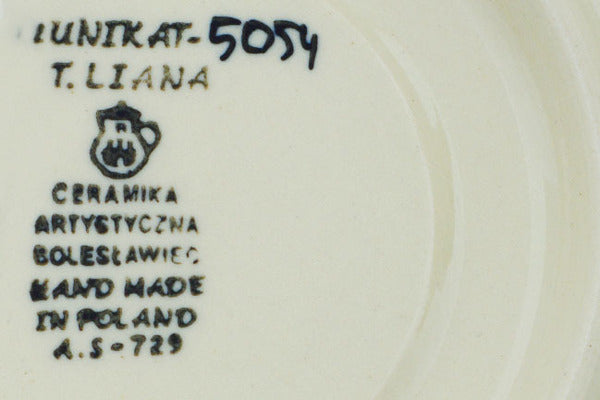 UNIKAT-5054
T. LIANA
CERAMIKA
ARTYSTYCZNA
BOLESŁAWIEC
HAND MADE
IN POLAND
A.S-729